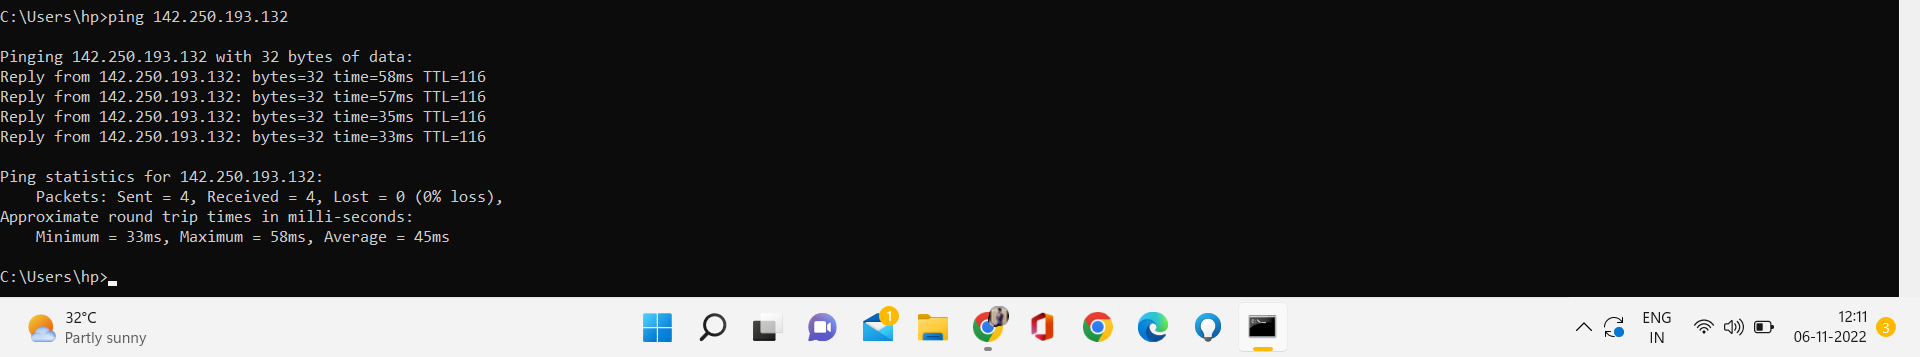 C:\Users\hp>ping 142.250.193.132
Pinging 142.250.193.132 with 32 bytes of data:
Reply from 142.250.193.132: bytes=32 time=58ms TTL=116
Reply from 142.250.193.132: bytes=32 time=57ms TTL=116
Reply from 142.250.193.132: bytes=32 time=35ms TTL=116
Reply from 142.250.193.132: bytes=32 time=33ms TTL=116
Ping statistics for 142.250.193.132:
    Packets: Sent = 4, Received = 4, Lost = 0 (0% loss),
Approximate round trip times in milli-seconds:
    Minimum = 33ms, Maximum = 58ms, Average = 45ms
C:\Users\hp>
32°C
Partly sunny
1
ENG
IN
12:11
06-11-2022
3